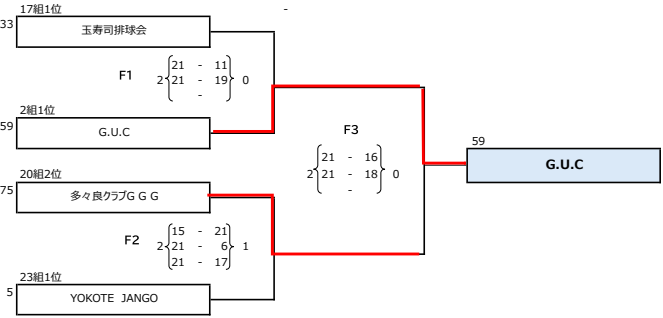 17組1位
-
33 玉寿司排球会
F1
21 - 11
2 21 - 19 0
-
2組1位
59 G.U.C
F3
21 - 16
2 21 - 18 0
-
59
G.U.C
20組2位
75 多々良クラブＧＧＧ
F2
15 - 21
2 21 - 6 1
21 - 17
23組1位
5 YOKOTE JANGO